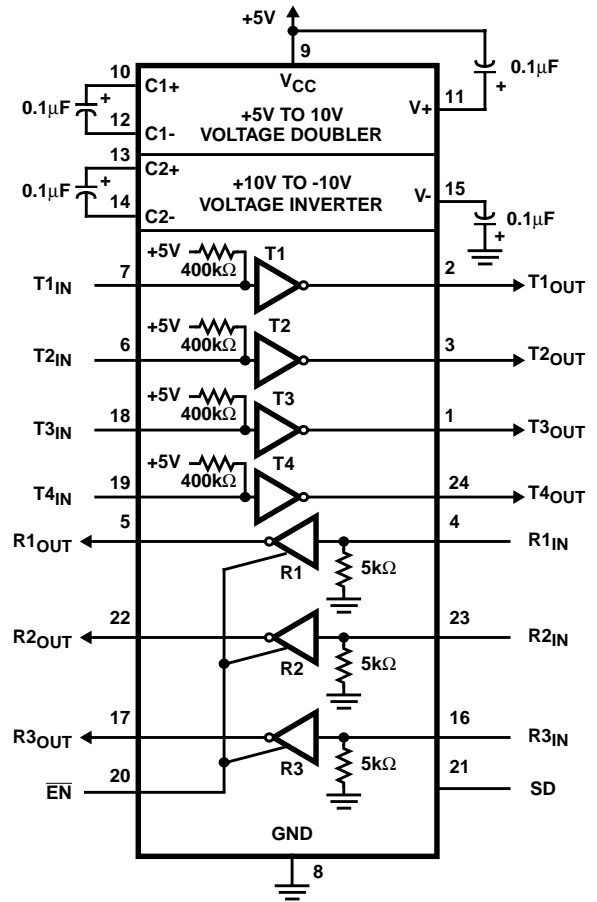 +5V
9
VCC
10
C1+
0.1μF
+
12
C1-
+5V TO 10V
VOLTAGE DOUBLER
V+
11
0.1μF
+
13
C2+
0.1μF
+
14
C2-
+10V TO -10V
VOLTAGE INVERTER
V-
15
0.1μF
+
T1IN
7
+5V
400kΩ
T1
2
T1OUT
T2IN
6
+5V
400kΩ
T2
3
T2OUT
T3IN
18
+5V
400kΩ
T3
1
T3OUT
T4IN
19
+5V
400kΩ
T4
24
T4OUT
R1OUT
5
R1
5kΩ
4
R1IN
R2OUT
22
R2
5kΩ
23
R2IN
R3OUT
17
R3
5kΩ
16
R3IN
EN
20
21
SD
GND
8